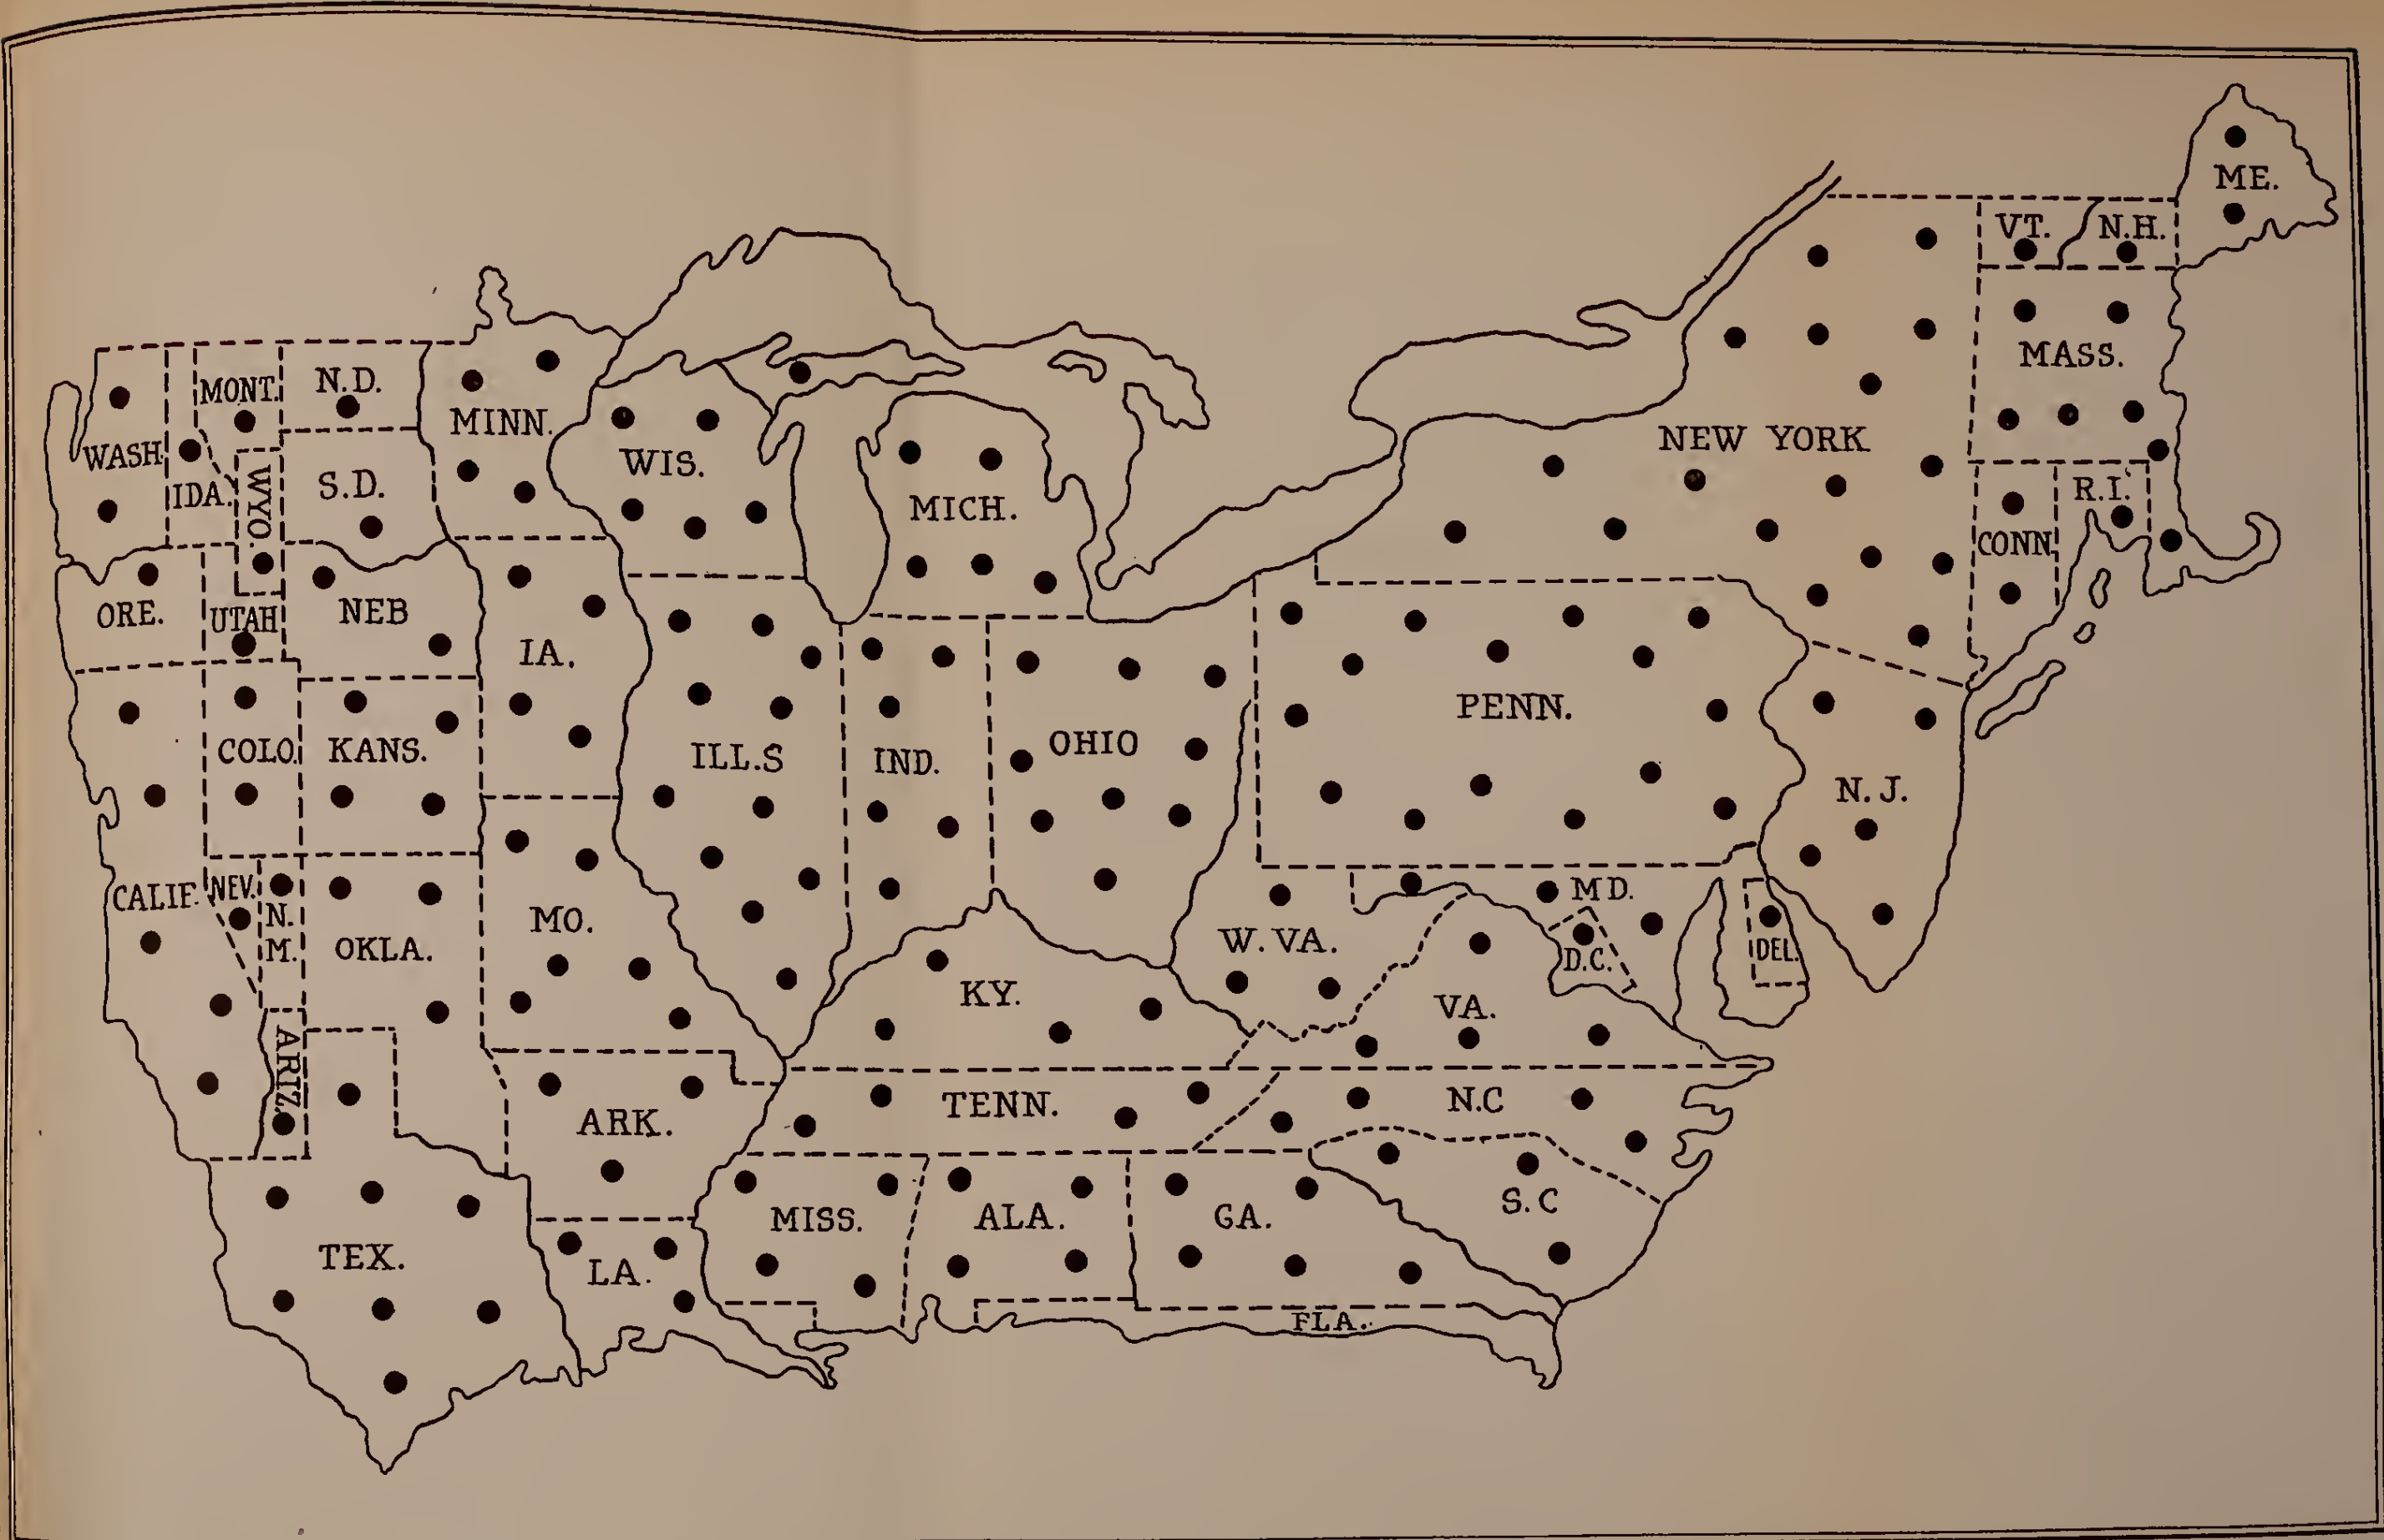 ME.
VT.
N.H.
MASS.
NEW YORK
R.I.
CONN.
MONT.
N.D.
MINN.
WASH.
WIS.
IDA.
WYO.
S.D.
MICH.
ORE.
UTAH
NEB
IA.
PENN.
COLO.
KANS.
ILL.S
IND.
OHIO
N.J.
CALIF.
NEV.
N.
M.
OKLA.
MO.
MD.
W.VA.
D.C.
DEL.
KY.
VA.
ARIZ.
ARK.
TENN.
N.C
TEX.
LA.
MISS.
ALA.
GA.
S.C
FLA.